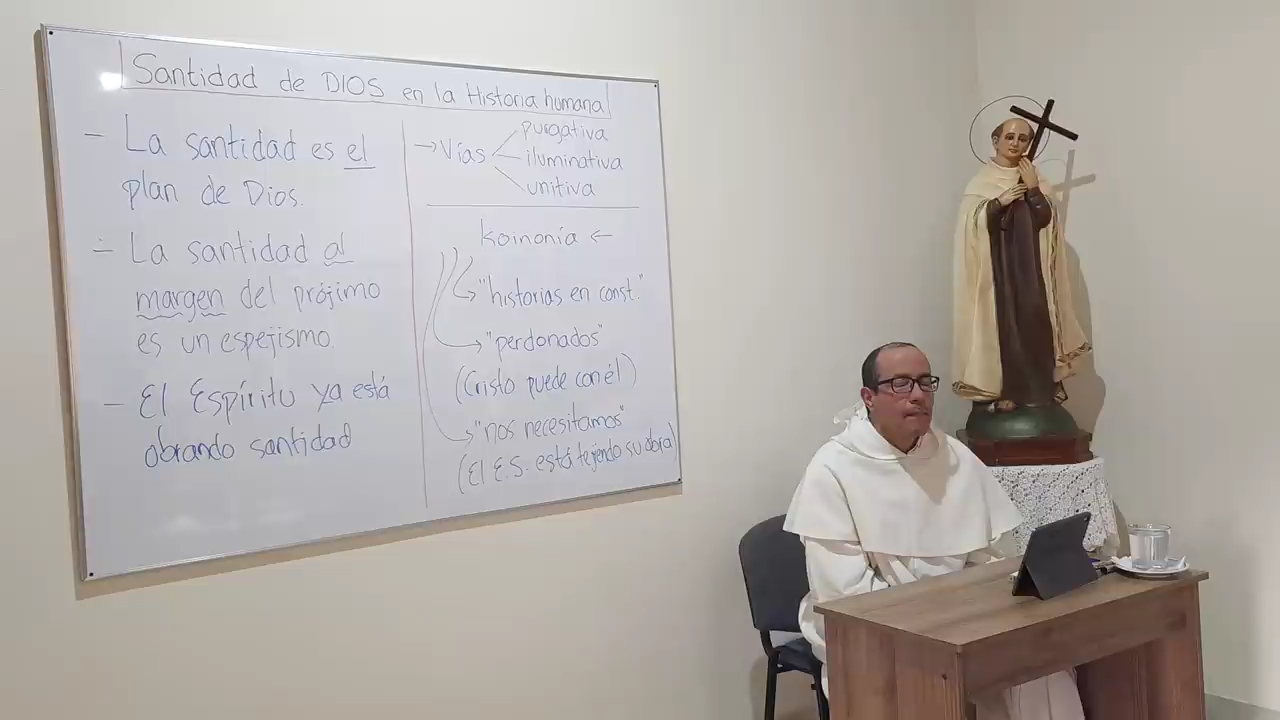 Santidad de DIOS en la Historia humana
- La santidad es el
plan de Dios.
- La santidad al
margen del prójimo
es un espejismo
- El Espíritu ya está
obrando santidad
→ Vías
purgativa
iluminativa
unitiva
Koinonía ←
"historias en const."
"perdonados"
(Cristo puede con él)
"nos necesitamos"
(El E.S. está tejiendo su obra)